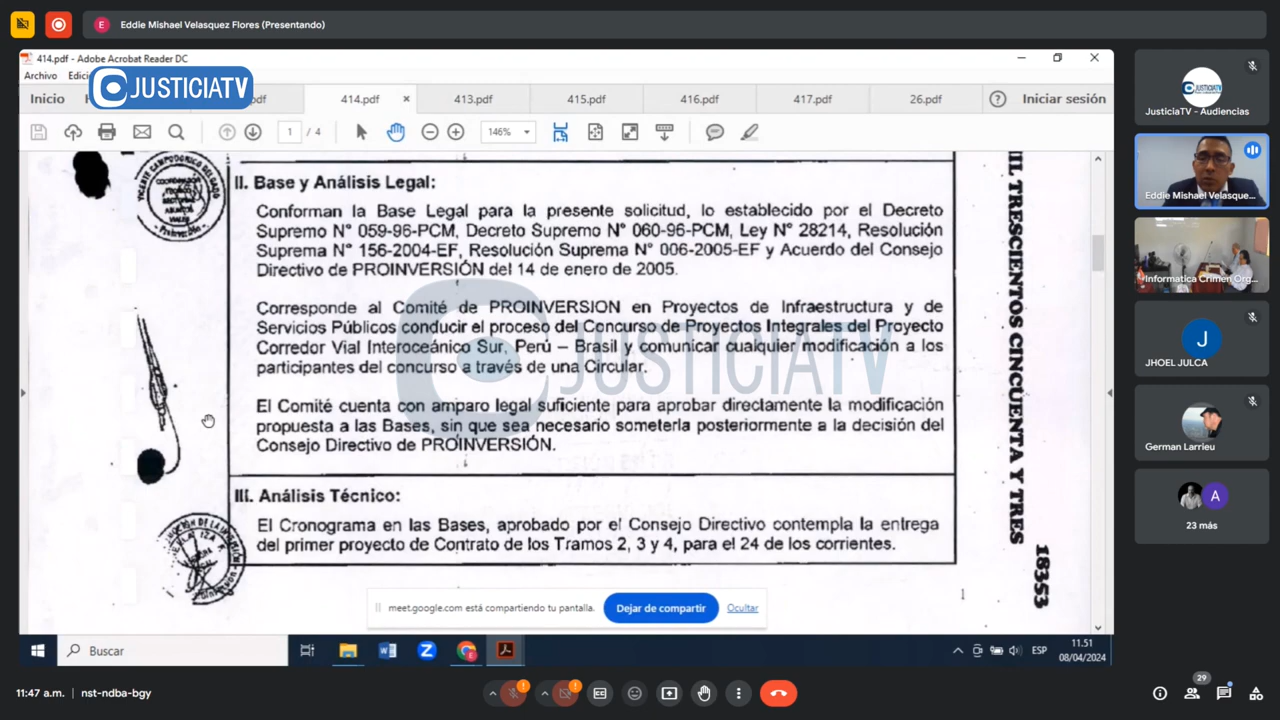 Eddie Mishael Velasquez Flores (Presentando)
414.pdf - Adobe Acrobat Reader DC
Archivo
JUSTICIATV
Inicio
414.pdf
413.pdf
415.pdf
416.pdf
417.pdf
26.pdf
Iniciar sesión
1 / 4
146%
II. Base y Análisis Legal:
Conforman la Base Legal para la presente solicitud, lo establecido por el Decreto
Supremo N° 059-96-PCM, Decreto Supremo N° 060-96-PCM, Ley N° 28214, Resolución
Suprema N° 156-2004-EF, Resolución Suprema N° 006-2005-EF y Acuerdo del Consejo
Directivo de PROINVERSIÓN del 14 de enero de 2005.
Corresponde al Comité de PROINVERSION en Proyectos de Infraestructura y de
Servicios Públicos conducir el proceso del Concurso de Proyectos Integrales del Proyecto
Corredor Vial Interoceánico Sur, Perú – Brasil y comunicar cualquier modificación a los
participantes del concurso a través de una Circular.
El Comité cuenta con amparo legal suficiente para aprobar directamente la modificación
propuesta a las Bases, sin que sea necesario someterla posteriormente a la decisión del
Consejo Directivo de PROINVERSIÓN.
III. Análisis Técnico:
El Cronograma en las Bases, aprobado por el Consejo Directivo contempla la entrega
del primer proyecto de Contrato de los Tramos 2, 3 y 4, para el 24 de los corrientes.
1
TRESCIENTOS CINCUENTA Y TRES
18353
JUSTICIATV
meet.google.com está compartiendo tu pantalla.
Dejar de compartir
Ocultar
Buscar
ESP
11.51
08/04/2024
JusticiaTV - Audiencias
Eddie Mishael Velasque...
Informatica Crimen Org...
J
JHOEL JULCA
German Larrieu
A
23 más
11:47 a.m.
nst-ndba-bgy
29